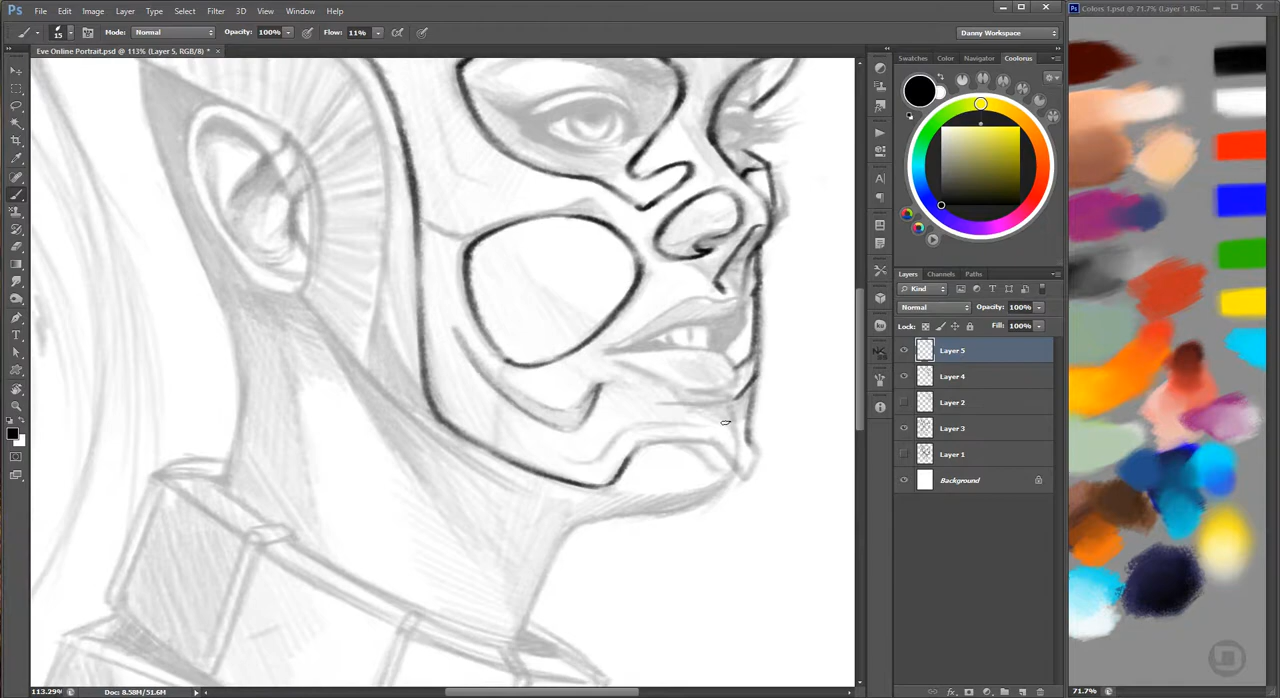 Ps File Edit Image Layer Type Select Filter 3D View Window Help
Ps Colors 1.psd @ 71.7% (Layer 1, RG...
15 Mode: Normal Opacity: 100% Flow: 11% Danny Workspace
Eve Online Portrait.psd @ 113% (Layer 5, RGB/8) * ×
Swatches Color Navigator Coolorus
Layers Channels Paths
Kind
Normal Opacity: 100%
Lock: Fill: 100%
Layer 5
Layer 4
Layer 2
Layer 3
Layer 1
Background
113.29% Doc: 8.58M/51.6M
71.7%